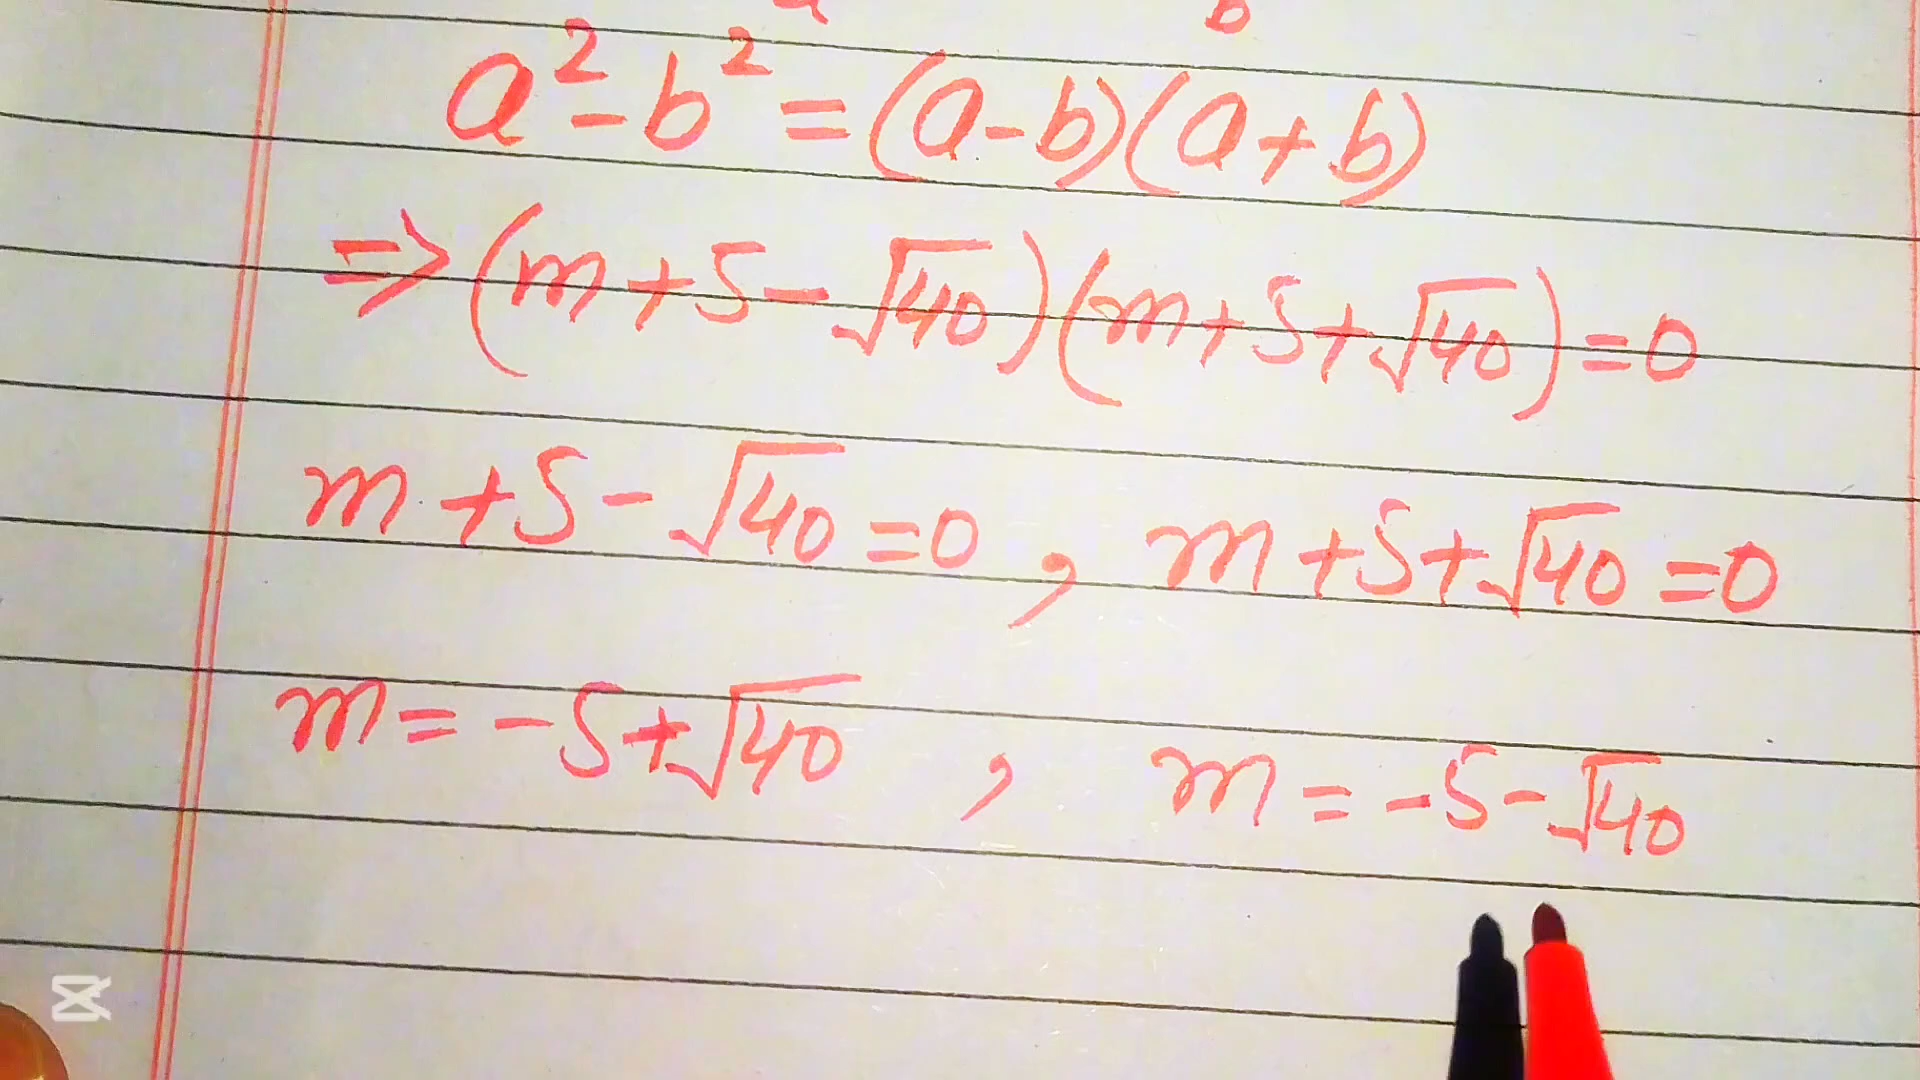 a b
a² - b² = (a - b)(a + b)
⇒ (m + 5 - √40)(m + 5 + √40) = 0
m + 5 - √40 = 0 , m + 5 + √40 = 0
m = -5 + √40 , m = -5 - √40